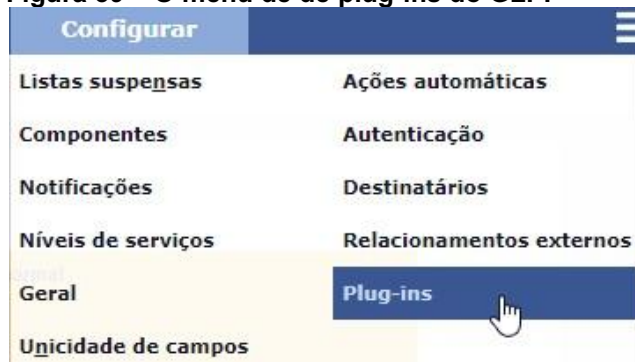 Configurar
Listas suspensas
Ações automáticas
Componentes
Autenticação
Notificações
Destinatários
Níveis de serviços
Relacionamentos externos
Geral
Plug-ins
Unicidade de campos